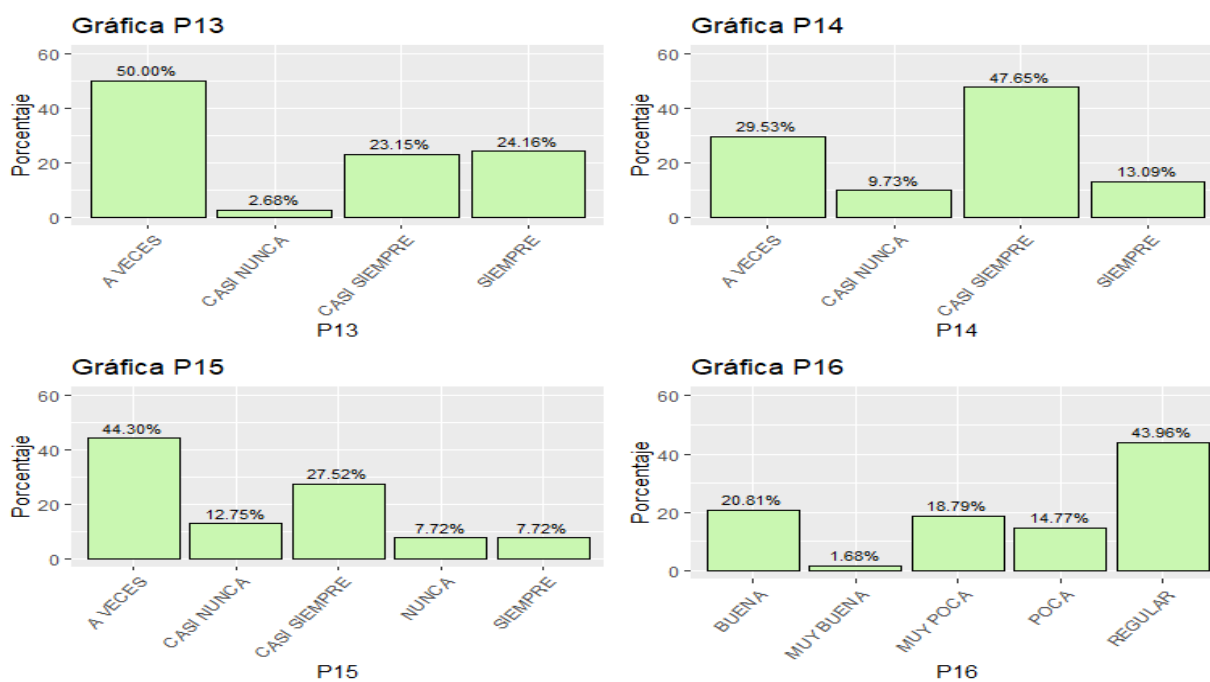 Gráfica P13
Porcentaje
60
40
20
0
50.00%
2.68%
23.15%
24.16%
A VECES
CASI NUNCA
CASI SIEMPRE
SIEMPRE
P13
Gráfica P14
Porcentaje
60
40
20
0
29.53%
9.73%
47.65%
13.09%
A VECES
CASI NUNCA
CASI SIEMPRE
SIEMPRE
P14
Gráfica P15
Porcentaje
60
40
20
0
44.30%
12.75%
27.52%
7.72%
7.72%
A VECES
CASI NUNCA
CASI SIEMPRE
NUNCA
SIEMPRE
P15
Gráfica P16
Porcentaje
60
40
20
0
20.81%
1.68%
18.79%
14.77%
43.96%
BUENA
MUY BUENA
MUY POCA
POCA
REGULAR
P16